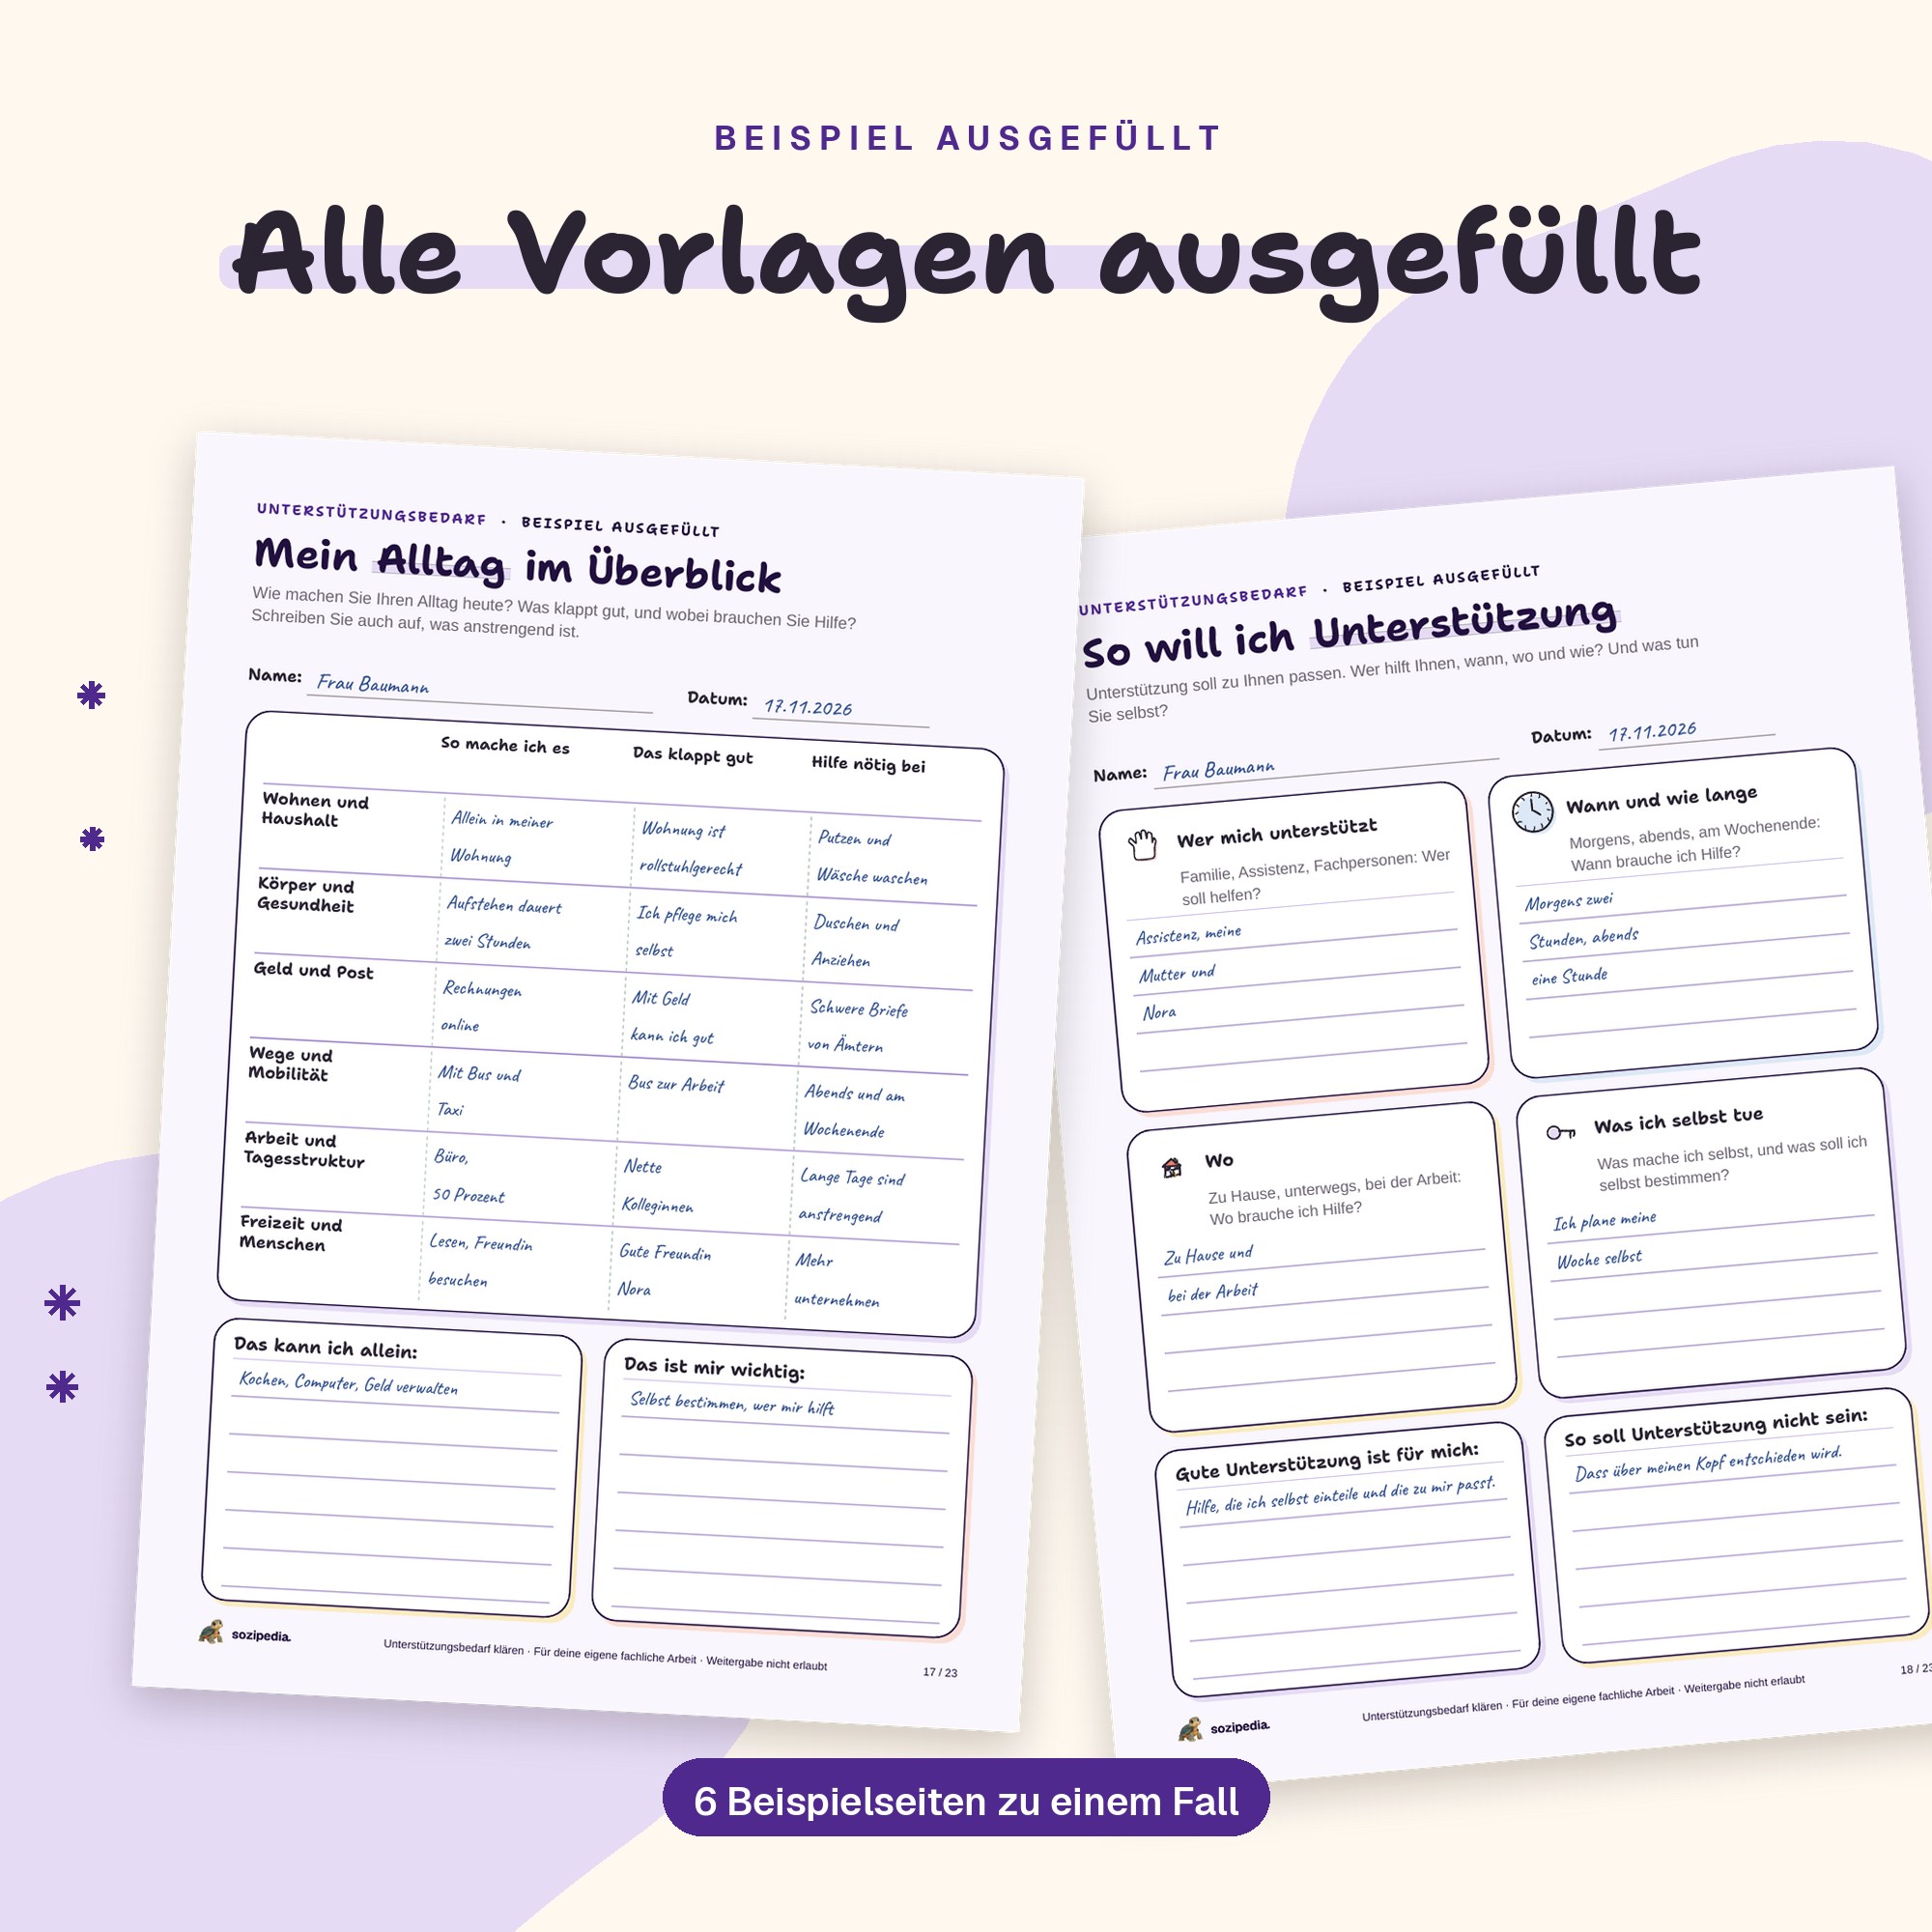 BEISPIEL AUSGEFÜLLT
Alle Vorlagen ausgefüllt
UNTERSTÜTZUNGSBEDARF · BEISPIEL AUSGEFÜLLT
Mein Alltag im Überblick
Wie machen Sie Ihren Alltag heute? Was klappt gut, und wobei brauchen Sie Hilfe?
Schreiben Sie auch auf, was anstrengend ist.
Name: Frau Baumann Datum: 17.11.2026
So mache ich es Das klappt gut Hilfe nötig bei
Wohnen und
Haushalt
Allein in meiner
Wohnung
Wohnung ist
rollstuhlgerecht
Putzen und
Wäsche waschen
Körper und
Gesundheit
Aufstehen dauert
zwei Stunden
Ich pflege mich
selbst
Duschen und
Anziehen
Geld und Post
Rechnungen
online
Mit Geld
kann ich gut
Schwere Briefe
von Ämtern
Wege und
Mobilität
Mit Bus und
Taxi
Bus zur Arbeit
Abends und am
Wochenende
Arbeit und
Tagesstruktur
Büro,
50 Prozent
Nette
Kolleginnen
Lange Tage sind
anstrengend
Freizeit und
Menschen
Lesen, Freundin
besuchen
Gute Freundin
Nora
Mehr
unternehmen
Das kann ich allein:
Kochen, Computer, Geld verwalten
Das ist mir wichtig:
Selbst bestimmen, wer mir hilft
sozipedia.
Unterstützungsbedarf klären · Für deine eigene fachliche Arbeit · Weitergabe nicht erlaubt
17 / 23
UNTERSTÜTZUNGSBEDARF · BEISPIEL AUSGEFÜLLT
So will ich Unterstützung
Unterstützung soll zu Ihnen passen. Wer hilft Ihnen, wann, wo und wie? Und was tun
Sie selbst?
Name: Frau Baumann Datum: 17.11.2026
Wer mich unterstützt
Familie, Assistenz, Fachpersonen: Wer
soll helfen?
Assistenz, meine
Mutter und
Nora
Wann und wie lange
Morgens, abends, am Wochenende:
Wann brauche ich Hilfe?
Morgens zwei
Stunden, abends
eine Stunde
Wo
Zu Hause, unterwegs, bei der Arbeit:
Wo brauche ich Hilfe?
Zu Hause und
bei der Arbeit
Was ich selbst tue
Was mache ich selbst, und was soll ich
selbst bestimmen?
Ich plane meine
Woche selbst
Gute Unterstützung ist für mich:
Hilfe, die ich selbst einteile und die zu mir passt.
So soll Unterstützung nicht sein:
Dass über meinen Kopf entschieden wird.
sozipedia.
Unterstützungsbedarf klären · Für deine eigene fachliche Arbeit · Weitergabe nicht erlaubt
18 / 23
6 Beispielseiten zu einem Fall